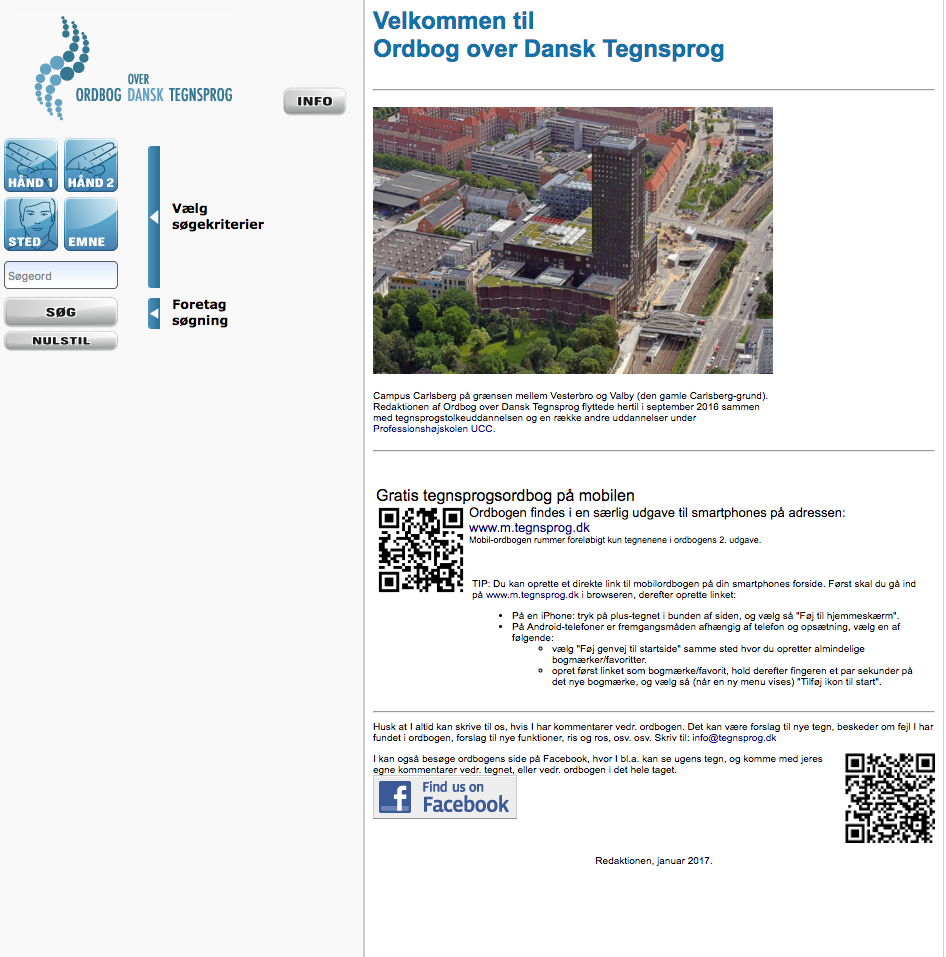 OVER
ORDBOG DANSK TEGNSPROG
INFO
HÅND 1
HÅND 2
STED
EMNE
Vælg
søgekriterier
Søgeord
SØG
NULSTIL
Foretag
søgning
Velkommen til
Ordbog over Dansk Tegnsprog
Campus Carlsberg på grænsen mellem Vesterbro og Valby (den gamle Carlsberg-grund).
Redaktionen af Ordbog over Dansk Tegnsprog flyttede hertil i september 2016 sammen
med tegnsprogstolkeuddannelsen og en række andre uddannelser under
Professionshøjskolen UCC.
Gratis tegnsprogsordbog på mobilen
Ordbogen findes i en særlig udgave til smartphones på adressen:
www.m.tegnsprog.dk
Mobil-ordbogen rummer foreløbigt kun tegnenene i ordbogens 2. udgave.
TIP: Du kan oprette et direkte link til mobilordbogen på din smartphones forside. Først skal du gå ind
på www.m.tegnsprog.dk i browseren, derefter oprette linket:
• På en iPhone: tryk på plus-tegnet i bunden af siden, og vælg så "Føj til hjemmeskærm".
• På Android-telefoner er fremgangsmåden afhængig af telefon og opsætning, vælg en af
følgende:
◦ vælg "Føj genvej til startside" samme sted hvor du opretter almindelige
bogmærker/favoritter.
◦ opret først linket som bogmærke/favorit, hold derefter fingeren et par sekunder på
det nye bogmærke, og vælg så (når en ny menu vises) "Tilføj ikon til start".
Husk at I altid kan skrive til os, hvis I har kommentarer vedr. ordbogen. Det kan være forslag til nye tegn, beskeder om fejl I har
fundet i ordbogen, forslag til nye funktioner, ris og ros, osv. osv. Skriv til: info@tegnsprog.dk
I kan også besøge ordbogens side på Facebook, hvor I bl.a. kan se ugens tegn, og komme med jeres
egne kommentarer vedr. tegnet, eller vedr. ordbogen i det hele taget.
Find us on
Facebook
Redaktionen, januar 2017.